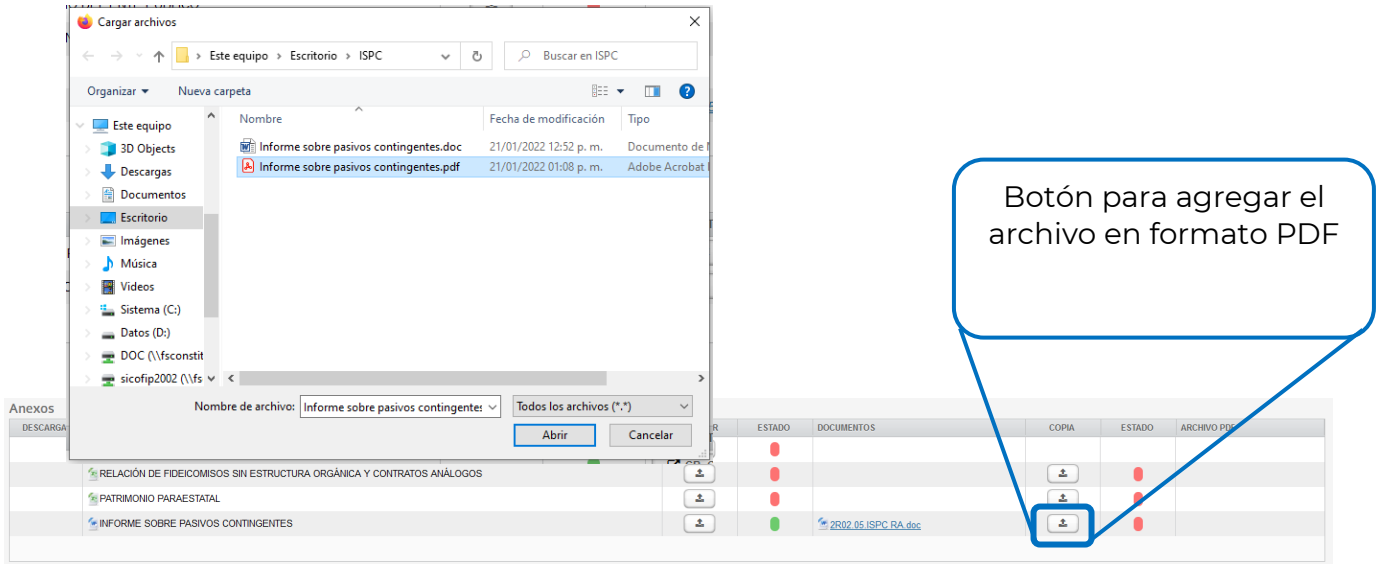 Cargar archivos
Este equipo > Escritorio > ISPC
Buscar en ISPC
Organizar
Nueva carpeta
Nombre
Fecha de modificación
Tipo
Este equipo
3D Objects
Descargas
Documentos
Escritorio
Imágenes
Música
Videos
Sistema (C:)
Datos (D:)
DOC (\\fsconstit
sicofip2002 (\\fs
Informe sobre pasivos contingentes.doc 21/01/2022 12:52 p. m. Documento de
Informe sobre pasivos contingentes.pdf 21/01/2022 01:08 p. m. Adobe Acrobat
Nombre de archivo: Informe sobre pasivos contingentes Todos los archivos (*.*)
Abrir Cancelar
Botón para agregar el
archivo en formato PDF
Anexos
DESCARGA ESTADO DOCUMENTOS COPIA ESTADO ARCHIVO PDF
RELACIÓN DE FIDEICOMISOS SIN ESTRUCTURA ORGÁNICA Y CONTRATOS ANÁLOGOS
PATRIMONIO PARAESTATAL
INFORME SOBRE PASIVOS CONTINGENTES 2R02 05 ISPC RA.doc